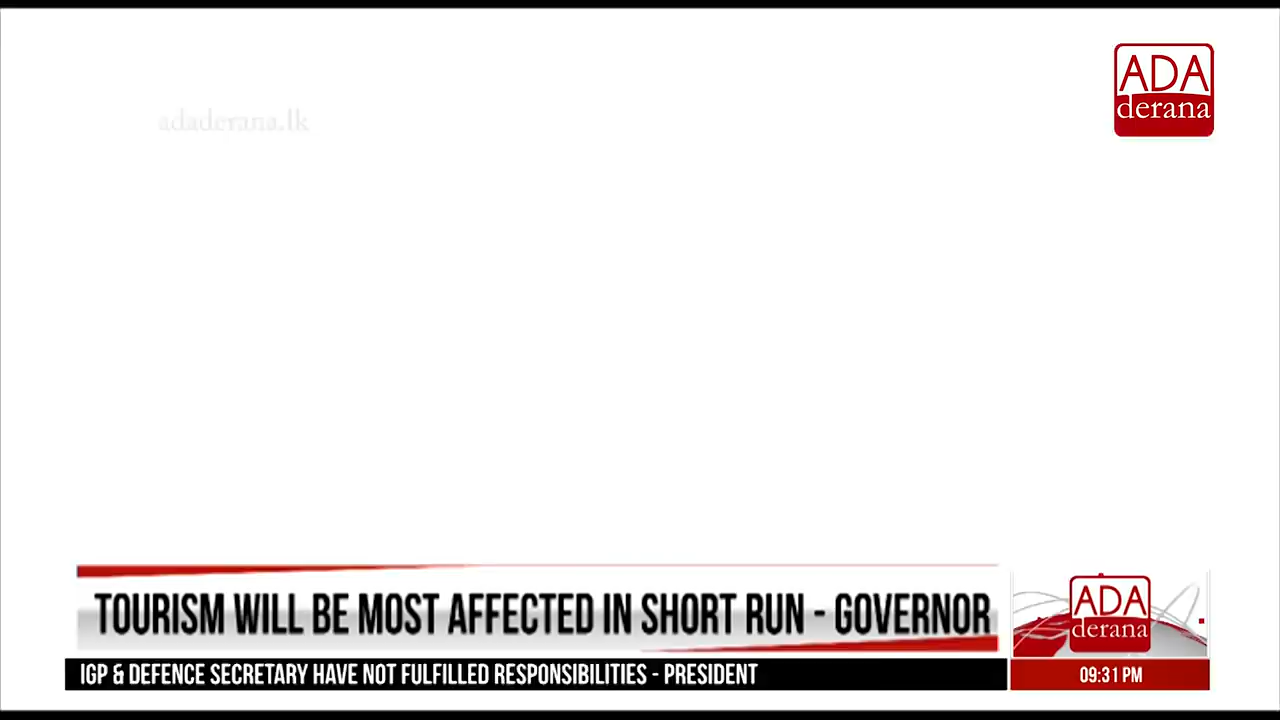 adaderana.lk
ADA
derana
TOURISM WILL BE MOST AFFECTED IN SHORT RUN - GOVERNOR
ADA
derana
IGP & DEFENCE SECRETARY HAVE NOT FULFILLED RESPONSIBILITIES - PRESIDENT
09:31 PM